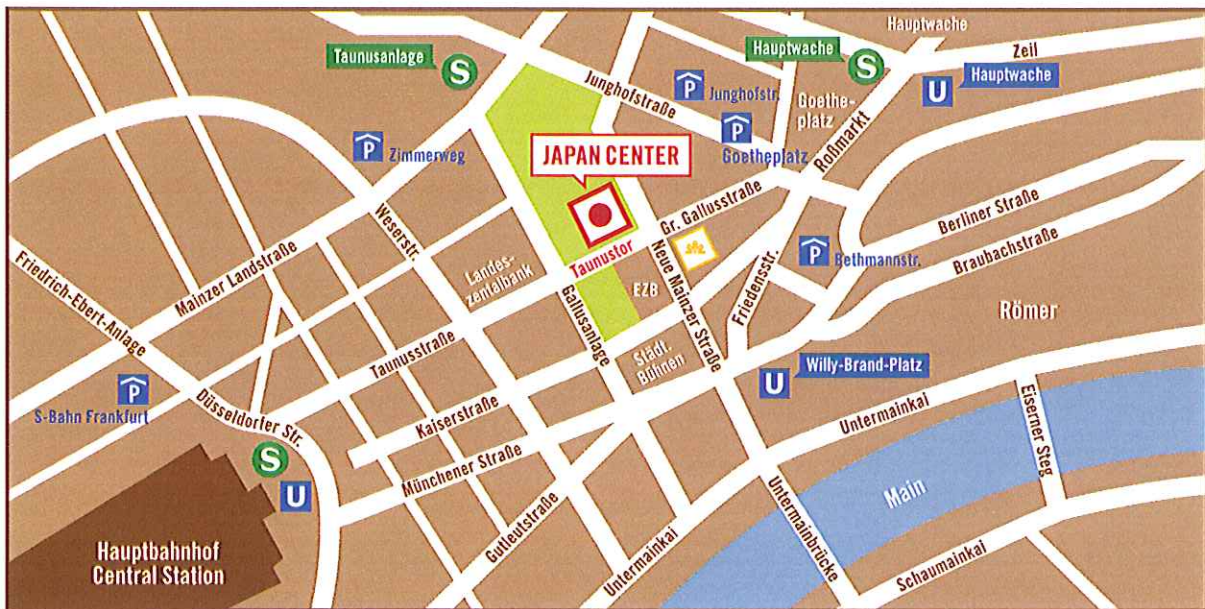 Hauptwache
Taunusanlage
S
Hauptwache
S
Zeil
U
Hauptwache
Junghofstraße
P
Junghofstr.
Goethe-
platz
P
Goetheplatz
Roßmarkt
P
Zimmerweg
JAPAN CENTER
Weserstr.
Gr. Gallusstraße
Berliner Straße
Braubachstraße
P
Bethmannstr.
Taunustor
Landes-
zentalbank
EZB
Neue Mainzer Straße
Friedensstr.
Römer
Mainzer Landstraße
Friedrich-Ebert-Anlage
Gallusanlage
Taunusstraße
Städt.
Bühnen
U
Willy-Brand-Platz
P
S-Bahn Frankfurt
Düsseldorter Str.
Kaiserstraße
Untermainkai
Eiserner Steg
S
U
Münchener Straße
Main
Gutleutstraße
Untermainkai
Untermainbrücke
Schaumainkai
Hauptbahnhof
Central Station